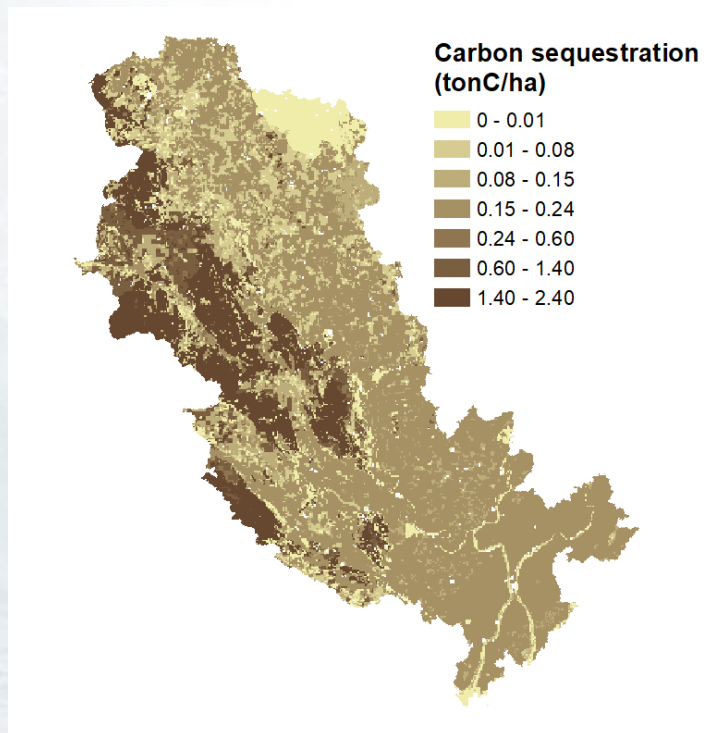 Carbon sequestration
(tonC/ha)
0 - 0.01
0.01 - 0.08
0.08 - 0.15
0.15 - 0.24
0.24 - 0.60
0.60 - 1.40
1.40 - 2.40